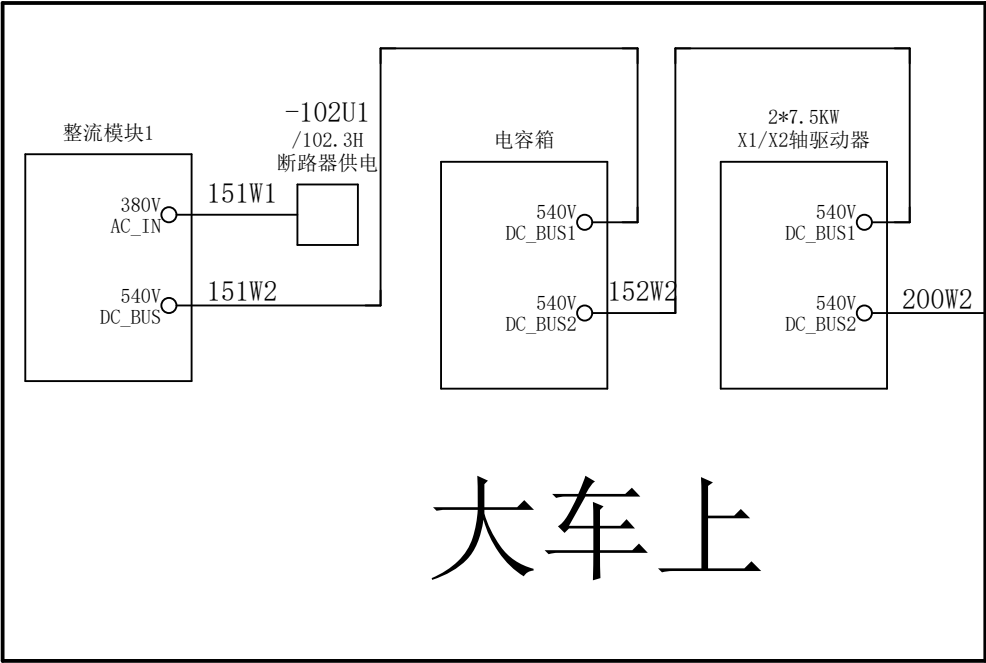 整流模块1
380V
AC_IN
540V
DC_BUS
151W1
151W2
-102U1
/102.3H
断路器供电
电容箱
540V
DC_BUS1
540V
DC_BUS2
152W2
2*7.5KW
X1/X2轴驱动器
540V
DC_BUS1
540V
DC_BUS2
200W2
大车上